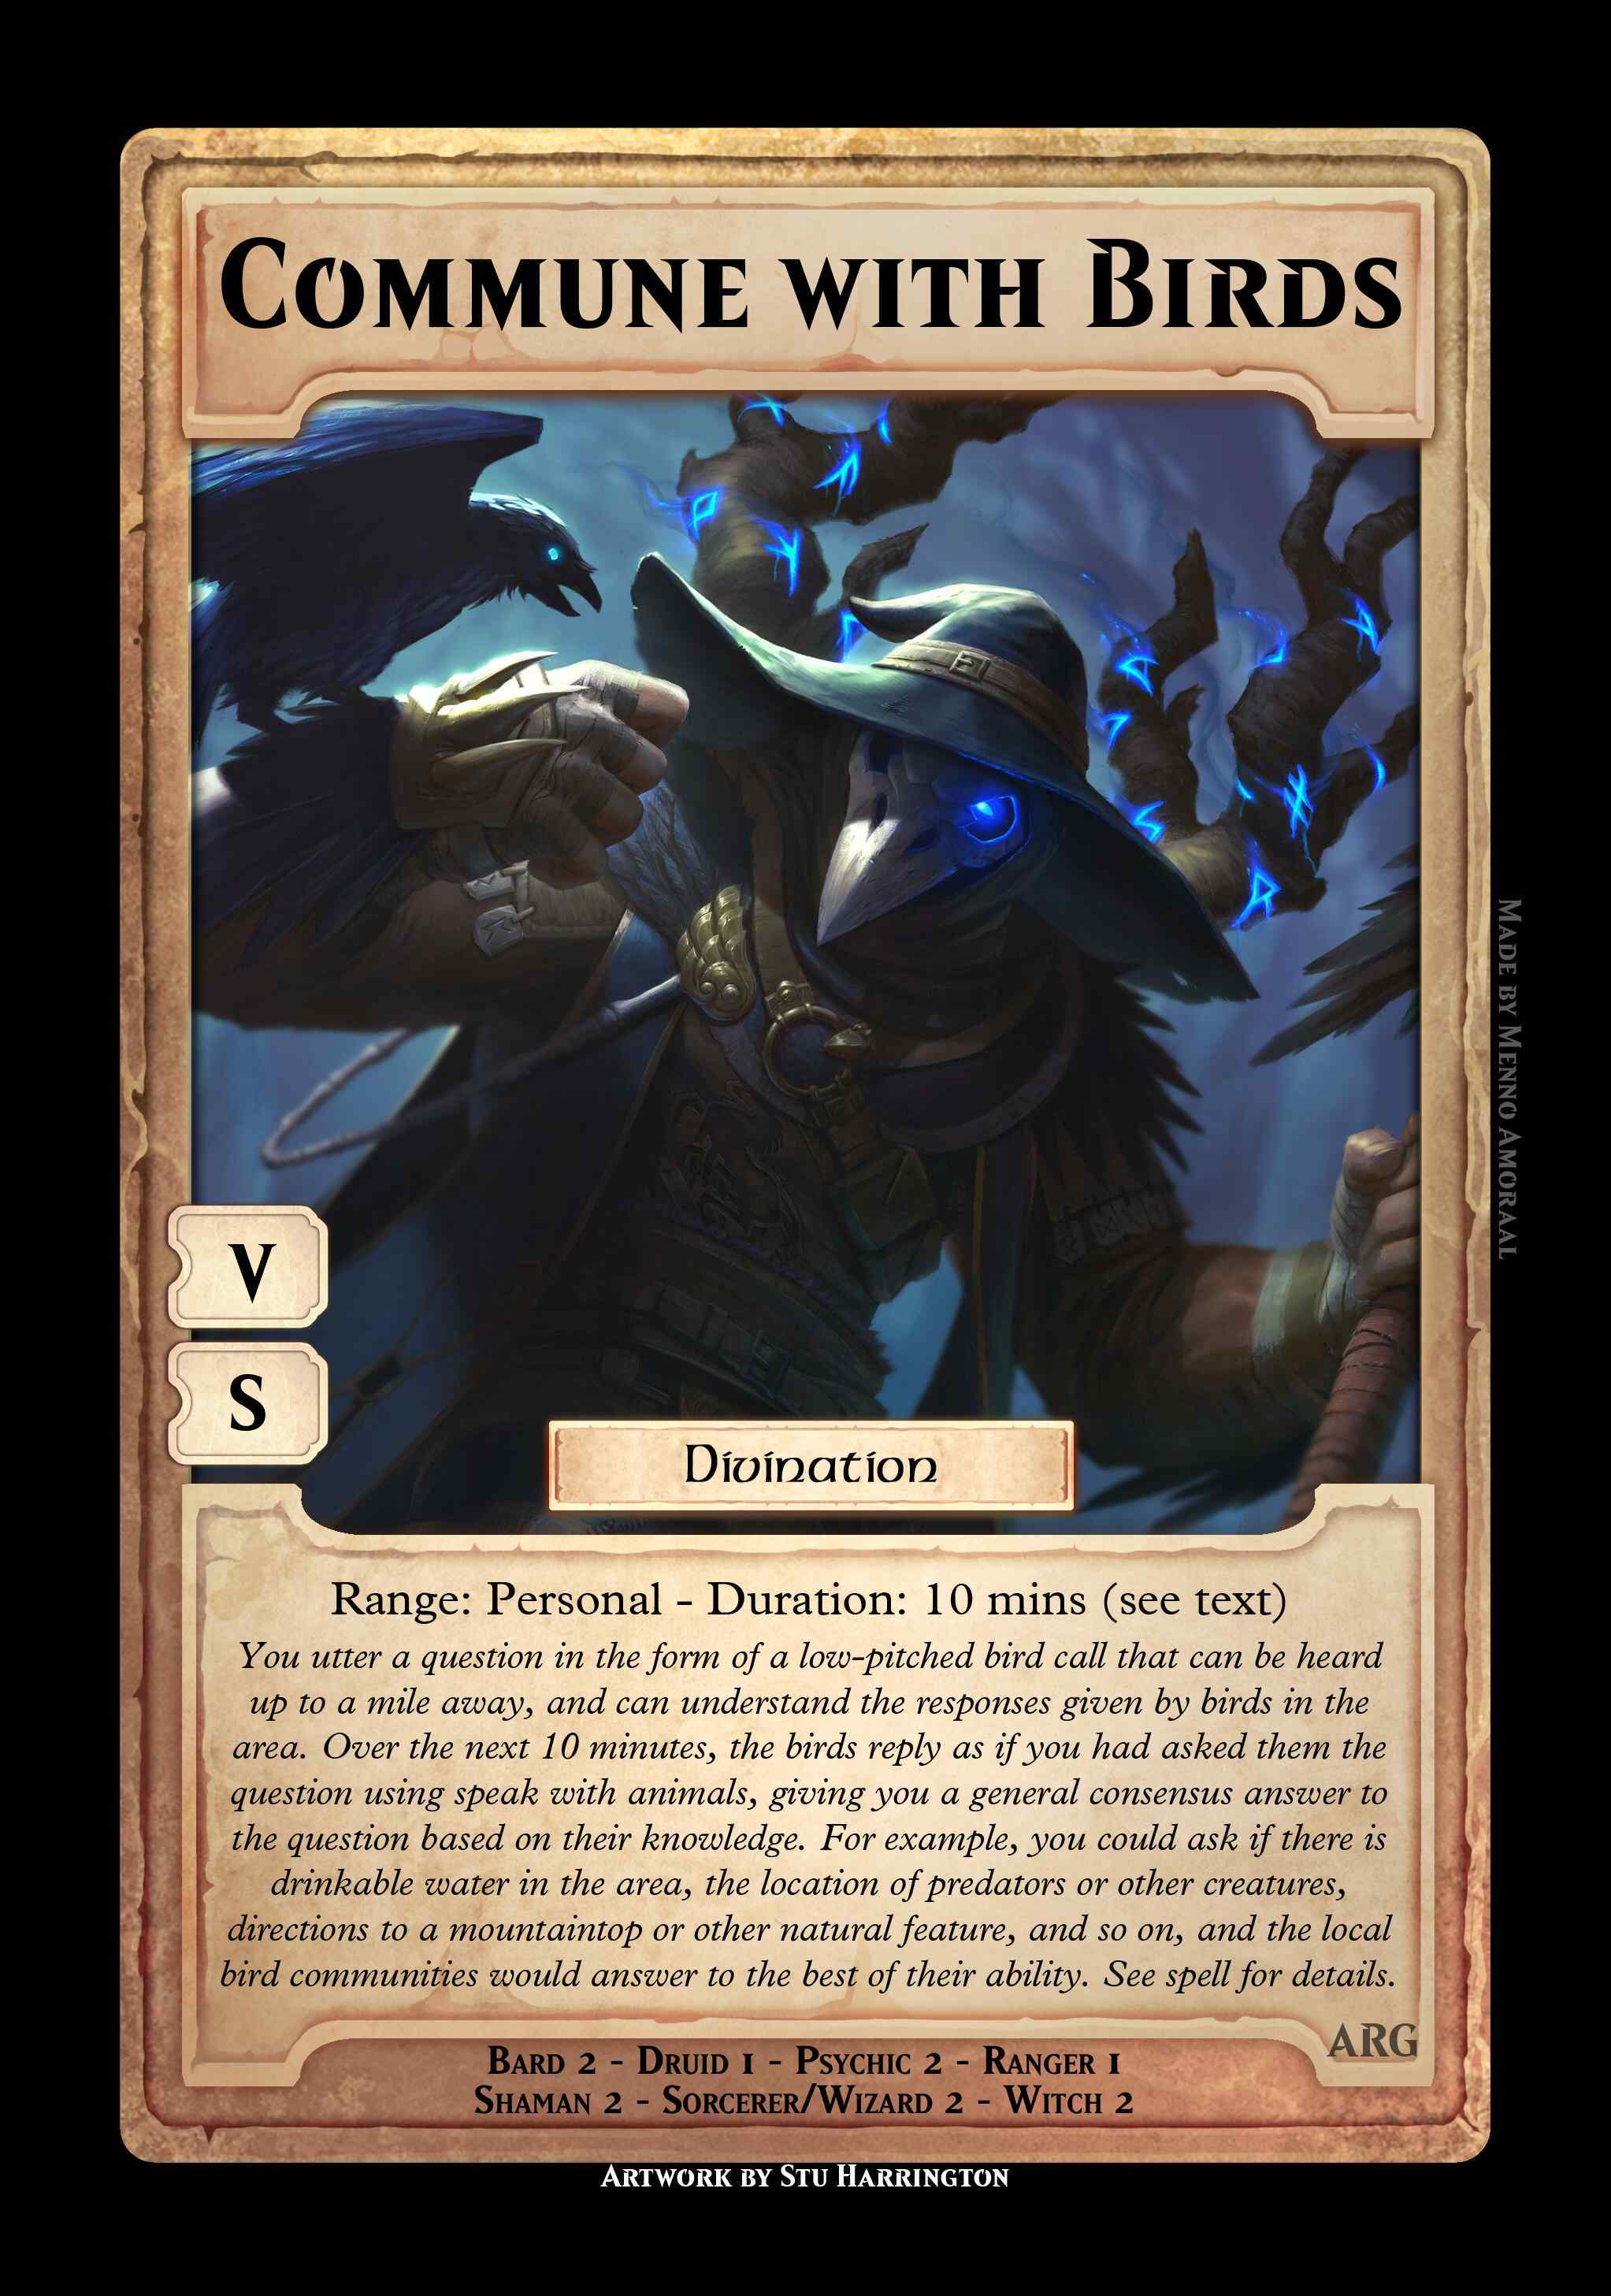 Commune with Birds
V
S
Divination
Range: Personal - Duration: 10 mins (see text)
You utter a question in the form of a low-pitched bird call that can be heard
up to a mile away, and can understand the responses given by birds in the
area. Over the next 10 minutes, the birds reply as if you had asked them the
question using speak with animals, giving you a general consensus answer to
the question based on their knowledge. For example, you could ask if there is
drinkable water in the area, the location of predators or other creatures,
directions to a mountaintop or other natural feature, and so on, and the local
bird communities would answer to the best of their ability. See spell for details.
ARG
Bard 2 - Druid 1 - Psychic 2 - Ranger 1
Shaman 2 - Sorcerer/Wizard 2 - Witch 2
Artwork by Stu Harrington
Made by Menno Amoraal